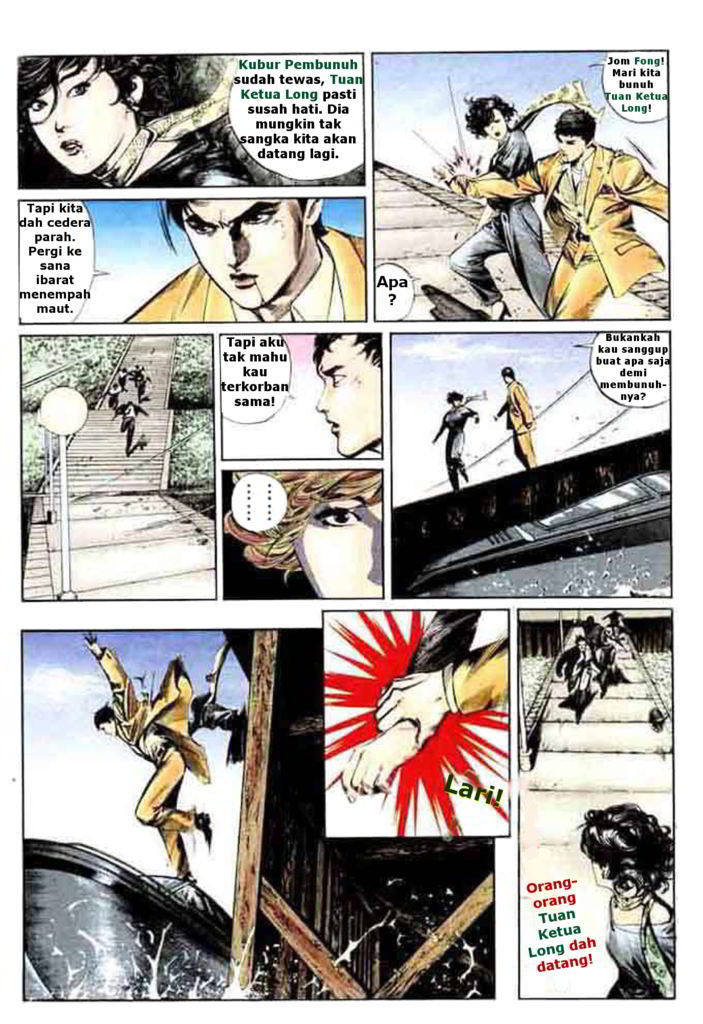 Kubur Pembunuh
sudah tewas, Tuan
Ketua Long pasti
susah hati. Dia
mungkin tak
sangka kita akan
datang lagi.
Jom Fong!
Mari kita
bunuh
Tuan Ketua
Long!
Tapi kita
dah cedera
parah.
Pergi ke
sana
ibarat
menempah
maut.
Apa
?
Tapi aku
tak mahu
kau
terkorban
sama!
Bukankah
kau sanggup
buat apa saja
demi
membunuh-
nya?
Lari!
Orang-
orang
Tuan
Ketua
Long dah
datang!